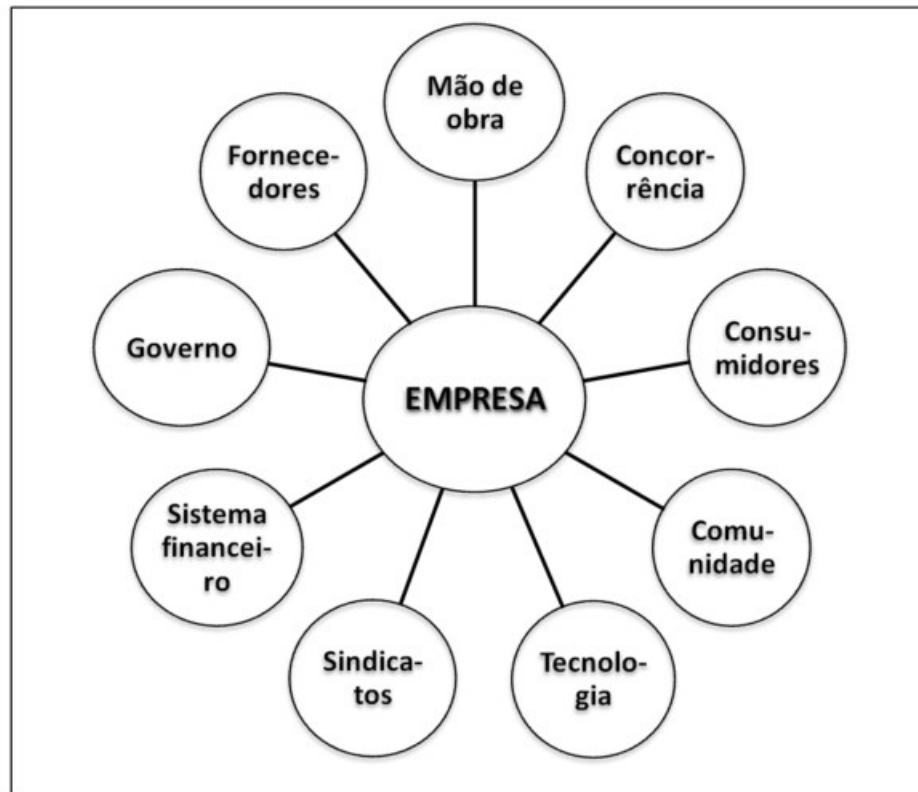 Mão de
obra
Fornece-
dores
Concor-
rência
Governo
Consu-
midores
EMPRESA
Sistema
financei-
ro
Comu-
nidade
Sindica-
tos
Tecnolo-
gia